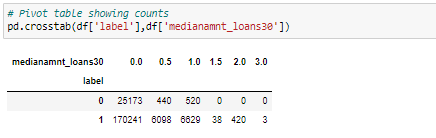 # Pivot table showing counts
pd.crosstab(df['label'],df['medianamnt_loans30'])
medianamnt_loans30 0.0 0.5 1.0 1.5 2.0 3.0
label
0 25173 440 520 0 0 0
1 170241 6098 6629 38 420 3